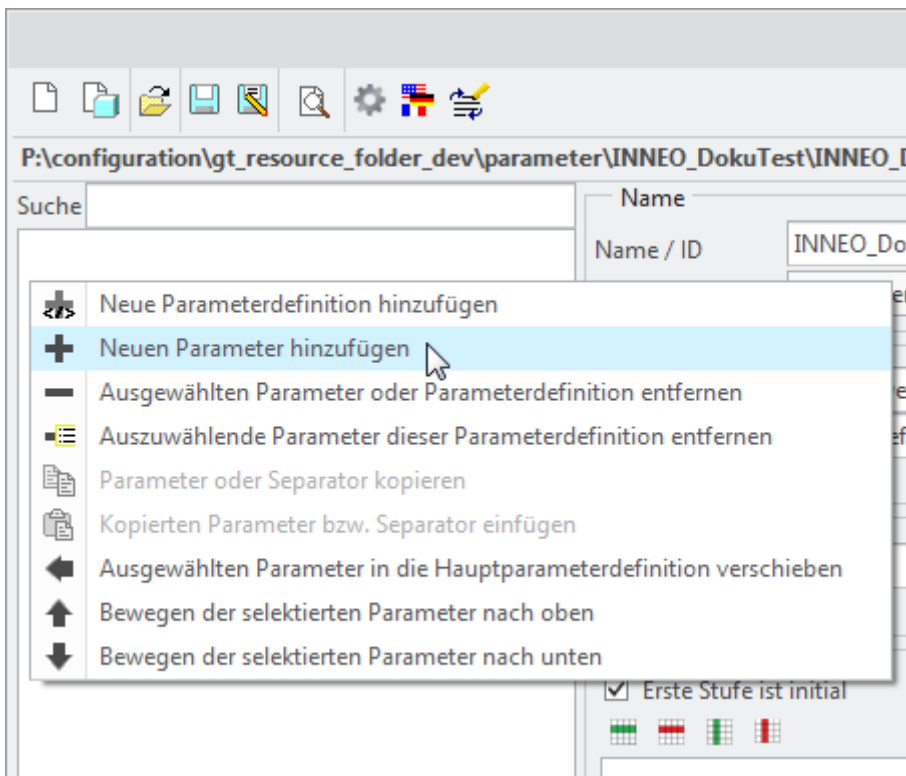 P:\configuration\gt_resource_folder_dev\parameter\INNEO_DokuTest\INNEO_
Suche
Name
Name / ID
INNEO_Do
Neue Parameterdefinition hinzufügen
Neuen Parameter hinzufügen
Ausgewählten Parameter oder Parameterdefinition entfernen
Auszuwählende Parameter dieser Parameterdefinition entfernen
Parameter oder Separator kopieren
Kopierten Parameter bzw. Separator einfügen
Ausgewählten Parameter in die Hauptparameterdefinition verschieben
Bewegen der selektierten Parameter nach oben
Bewegen der selektierten Parameter nach unten
Erste Stufe ist initial